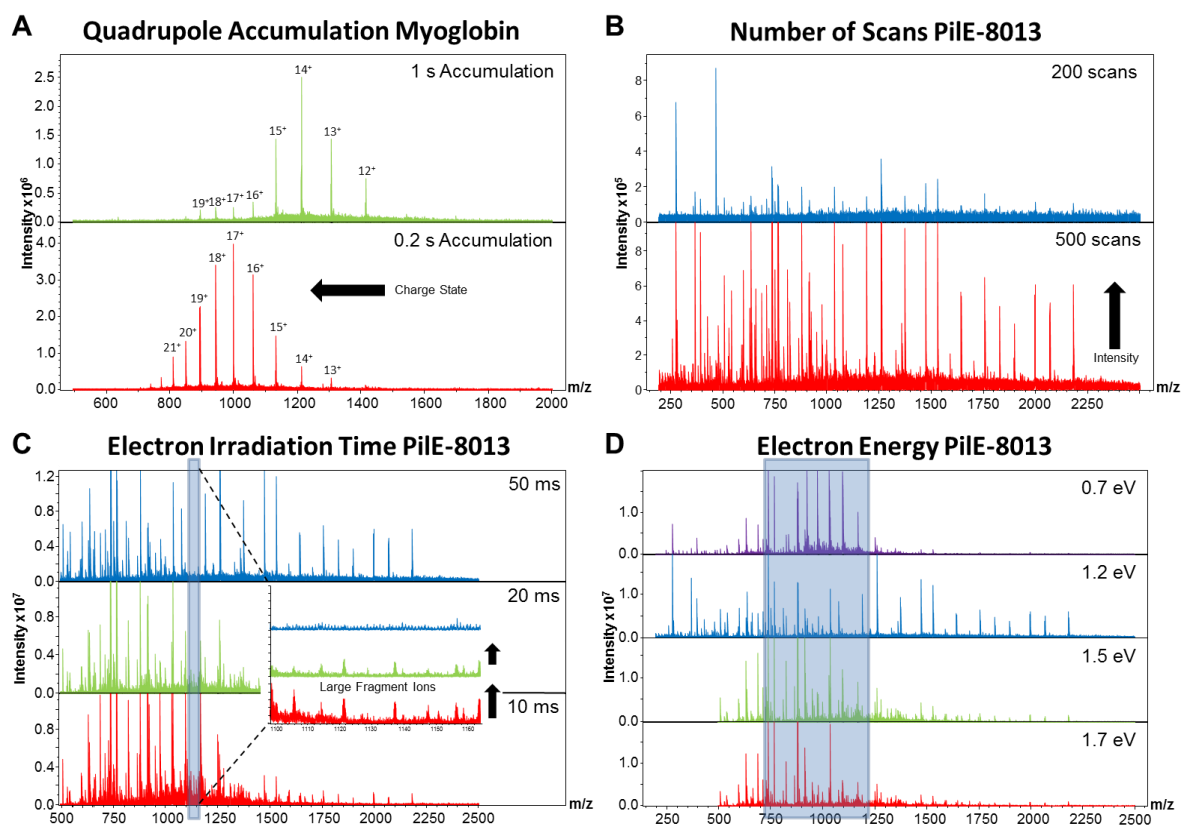 A Quadrupole Accumulation Myoglobin
1 s Accumulation
2.5
2.0
1.5
1.0
0.5
0.0
14+
15+
13+
12+
19+ 18+ 17+ 16+
0.2 s Accumulation
4.0
3.0
2.0
1.0
0.0
17+
18+
16+
19+
20+
15+
21+
14+
13+
Charge State
Intensity x10^6
600 800 1000 1200 1400 1600 1800 2000 m/z
B Number of Scans PilE-8013
200 scans
8
6
4
2
0
500 scans
8
6
4
2
0
Intensity
Intensity x10^5
250 500 750 1000 1250 1500 1750 2000 2250 m/z
C Electron Irradiation Time PilE-8013
50 ms
1.2
0.8
0.4
0.0
20 ms
0.8
0.4
0.0
Large Fragment Ions
10 ms
1100 1110 1120 1130 1140 1150 1160
0.8
0.4
0.0
Intensity x10^7
500 750 1000 1250 1500 1750 2000 2250 2500 m/z
D Electron Energy PilE-8013
0.7 eV
1.0
0.0
1.2 eV
1.0
0.0
1.5 eV
1.0
0.0
1.7 eV
1.0
0.0
Intensity x10^7
250 500 750 1000 1250 1500 1750 2000 2250 2500 m/z